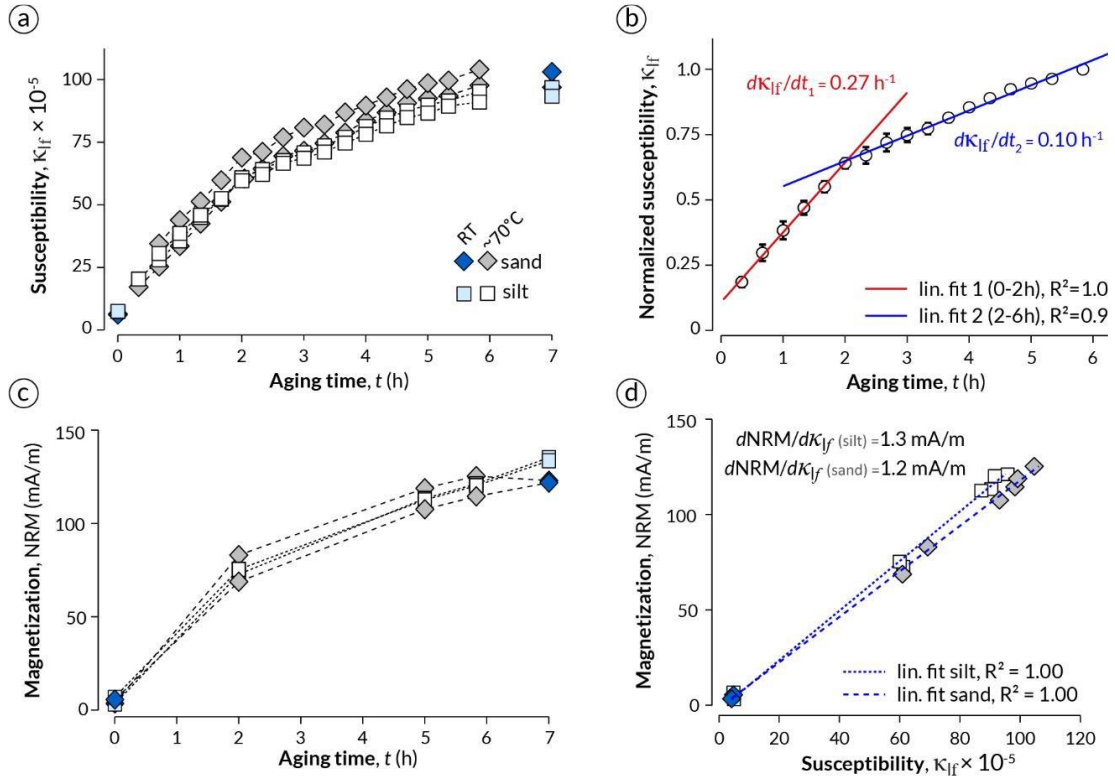 a
Susceptibility, κlf × 10-5
100
75
50
25
0
0 1 2 3 4 5 6 7
Aging time, t (h)
RT ~70°C
sand
silt
b
Normalized susceptibility, κlf
1.0
0.75
0.50
0.25
0
0 1 2 3 4 5 6
Aging time, t (h)
dκlf/dt1 = 0.27 h-1
dκlf/dt2 = 0.10 h-1
lin. fit 1 (0-2h), R²=1.0
lin. fit 2 (2-6h), R²=0.9
c
Magnetization, NRM (mA/m)
150
100
50
0
0 1 2 3 4 5 6 7
Aging time, t (h)
d
Magnetization, NRM (mA/m)
150
100
50
0
0 20 40 60 80 100 120
Susceptibility, κlf × 10-5
dNRM/dκlf (silt) = 1.3 mA/m
dNRM/dκlf (sand) = 1.2 mA/m
lin. fit silt, R² = 1.00
lin. fit sand, R² = 1.00